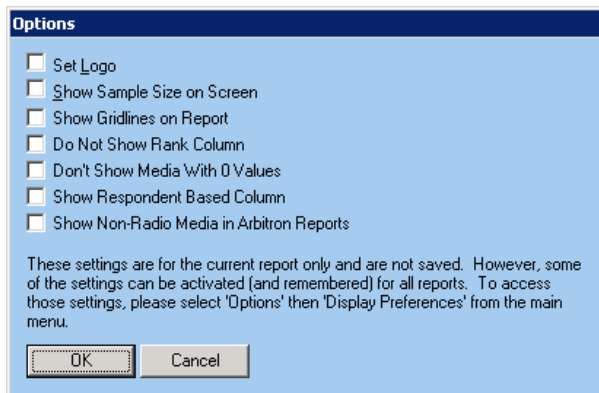 Options
Set Logo
Show Sample Size on Screen
Show Gridlines on Report
Do Not Show Rank Column
Don't Show Media With 0 Values
Show Respondent Based Column
Show Non-Radio Media in Arbitron Reports
These settings are for the current report only and are not saved.  However, some
of the settings can be activated (and remembered) for all reports.  To access
those settings, please select 'Options' then 'Display Preferences' from the main
menu.
OK
Cancel